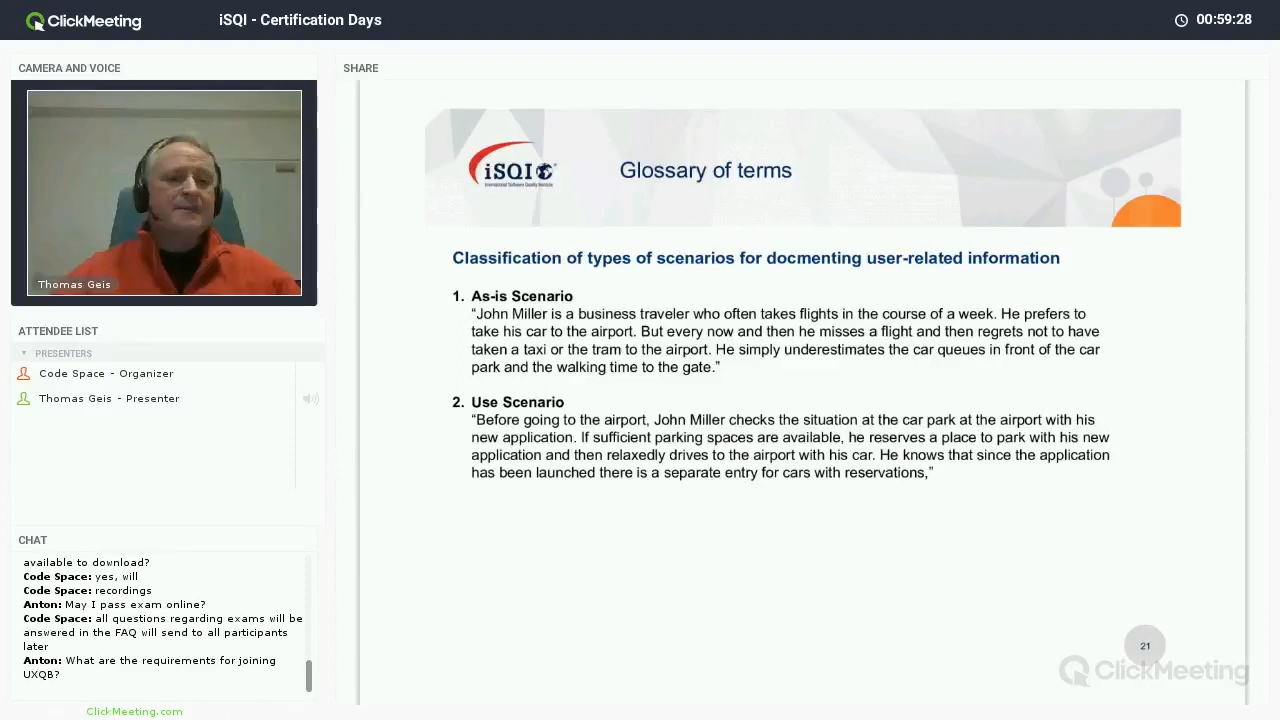 ClickMeeting
iSQI - Certification Days
00:59:28
CAMERA AND VOICE
Thomas Geis
ATTENDEE LIST
PRESENTERS
Code Space - Organizer
Thomas Geis - Presenter
CHAT
available to download?
Code Space: yes, will
Code Space: recordings
Anton: May I pass exam online?
Code Space: all questions regarding exams will be
answered in the FAQ will send to all participants
later
Anton: What are the requirements for joining
UXQB?
ClickMeeting.com
SHARE
iSQI
International Software Quality Institute
Glossary of terms
Classification of types of scenarios for docmenting user-related information
1. As-is Scenario
“John Miller is a business traveler who often takes flights in the course of a week. He prefers to
take his car to the airport. But every now and then he misses a flight and then regrets not to have
taken a taxi or the tram to the airport. He simply underestimates the car queues in front of the car
park and the walking time to the gate.”
2. Use Scenario
“Before going to the airport, John Miller checks the situation at the car park at the airport with his
new application. If sufficient parking spaces are available, he reserves a place to park with his new
application and then relaxedly drives to the airport with his car. He knows that since the application
has been launched there is a separate entry for cars with reservations,”
21
ClickMeeting